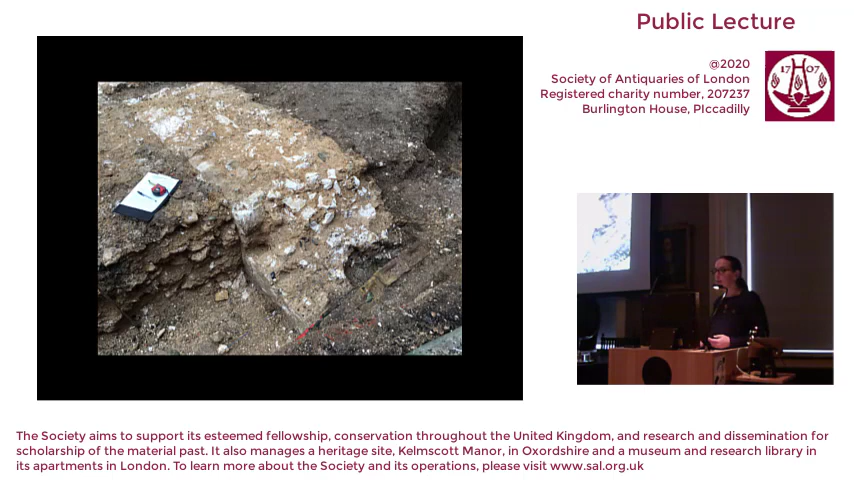 Public Lecture
@2020
Society of Antiquaries of London
Registered charity number, 207237
Burlington House, PIccadilly
17 07
The Society aims to support its esteemed fellowship, conservation throughout the United Kingdom, and research and dissemination for
scholarship of the material past. It also manages a heritage site, Kelmscott Manor, in Oxordshire and a museum and research library in
its apartments in London. To learn more about the Society and its operations, please visit www.sal.org.uk